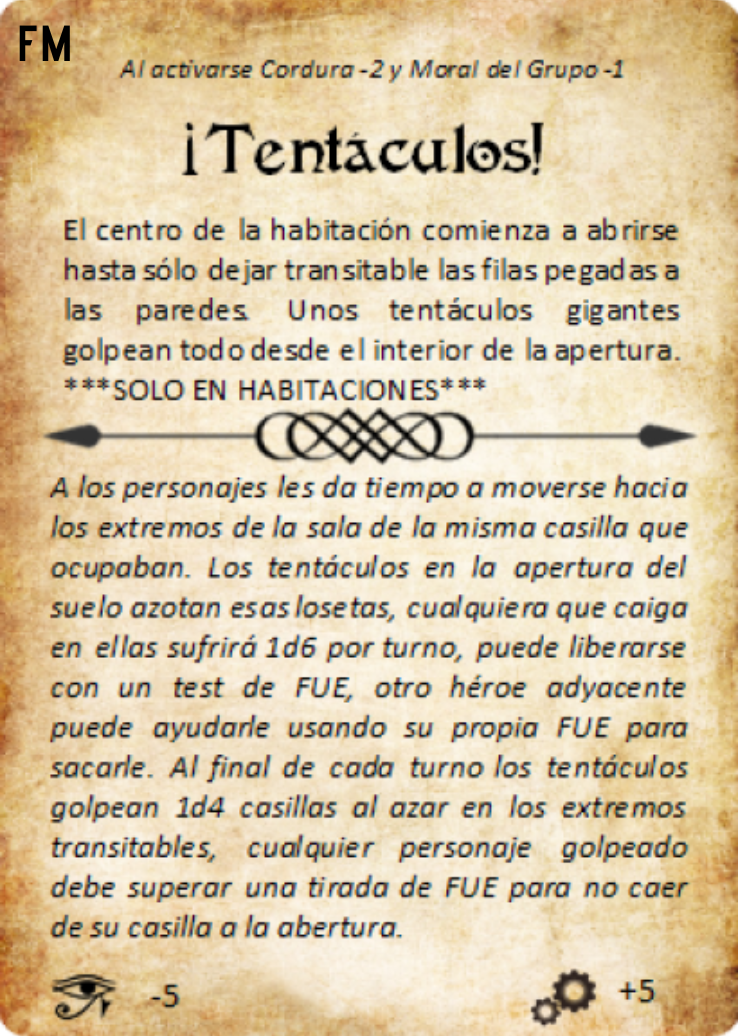 FM
Al activarse Cordura -2 y Moral del Grupo -1
¡Tentáculos!
El centro de la habitación comienza a abrirse
hasta sólo dejar transitable las filas pegadas a
las paredes. Unos tentáculos gigantes
golpean todo desde el interior de la apertura.
***SOLO EN HABITACIONES***
A los personajes les da tiempo a moverse hacia
los extremos de la sala de la misma casilla que
ocupaban. Los tentáculos en la apertura del
suelo azotan esas losetas, cualquiera que caiga
en ellas sufrirá 1d6 por turno, puede liberarse
con un test de FUE, otro héroe adyacente
puede ayudarle usando su propia FUE para
sacarle. Al final de cada turno los tentáculos
golpean 1d4 casillas al azar en los extremos
transitables, cualquier personaje golpeado
debe superar una tirada de FUE para no caer
de su casilla a la abertura.
-5
+5